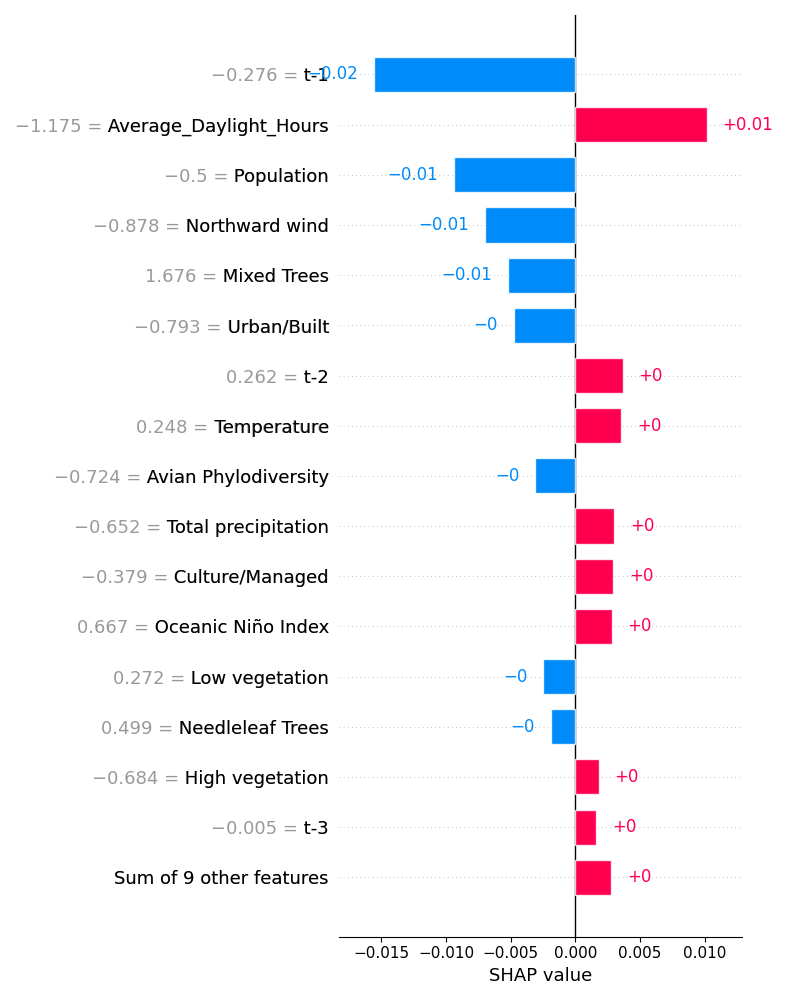 −0.276 = t-1 −0.02
−1.175 = Average_Daylight_Hours +0.01
−0.5 = Population −0.01
−0.878 = Northward wind −0.01
1.676 = Mixed Trees −0.01
−0.793 = Urban/Built −0
0.262 = t-2 +0
0.248 = Temperature +0
−0.724 = Avian Phylodiversity −0
−0.652 = Total precipitation +0
−0.379 = Culture/Managed +0
0.667 = Oceanic Niño Index +0
0.272 = Low vegetation −0
0.499 = Needleleaf Trees −0
−0.684 = High vegetation +0
−0.005 = t-3 +0
Sum of 9 other features +0
−0.015 −0.010 −0.005 0.000 0.005 0.010
SHAP value